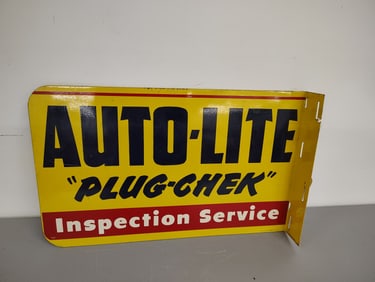 AUTO-LITE
"PLUG-CHEK"
Inspection Service